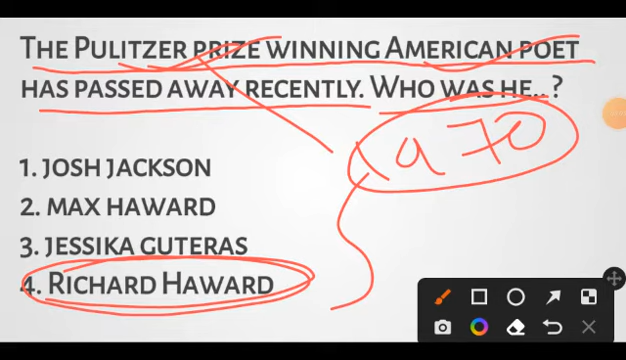 THE PULITZER PRIZE WINNING AMERICAN POET
HAS PASSED AWAY RECENTLY. WHO WAS HE..?
1. JOSH JACKSON
2. MAX HAWARD
3. JESSIKA GUTERAS
4. RICHARD HAWARD